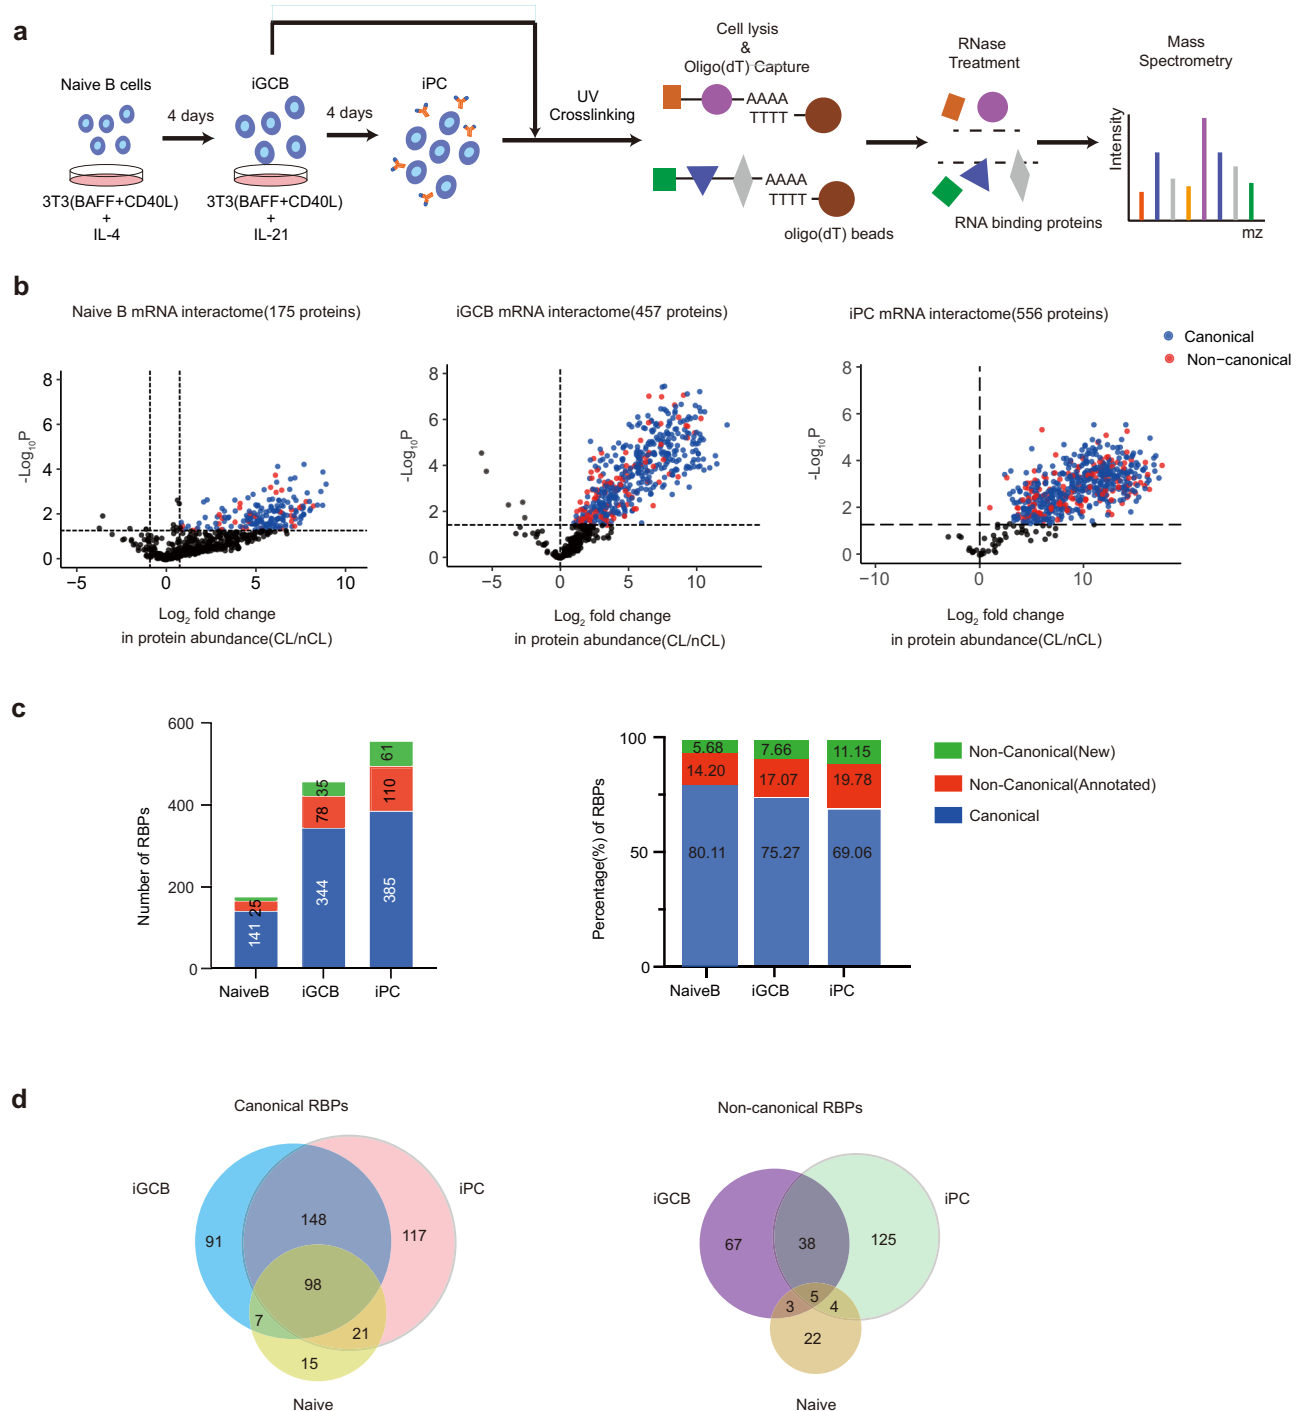 a
Naive B cells
4 days
iGCB
4 days
iPC
3T3(BAFF+CD40L)
+
IL-4
3T3(BAFF+CD40L)
+
IL-21
UV
Crosslinking
Cell lysis
&
Oligo(dT) Capture
AAAA
TTTT
AAAA
TTTT
oligo(dT) beads
RNase
Treatment
RNA binding proteins
Mass
Spectrometry
Intensity
mz
b
Naive B mRNA interactome(175 proteins)
iGCB mRNA interactome(457 proteins)
iPC mRNA interactome(556 proteins)
Canonical
Non-canonical
-Log10P
8
6
4
2
0
-5
0
5
10
Log2 fold change
in protein abundance(CL/nCL)
-Log10P
8
6
4
2
0
-5
0
5
10
Log2 fold change
in protein abundance(CL/nCL)
-Log10P
8
6
4
2
0
-10
0
10
Log2 fold change
in protein abundance(CL/nCL)
c
Number of RBPs
600
400
200
0
141
25
344
78
35
385
110
61
NaiveB
iGCB
iPC
Percentage(%) of RBPs
100
50
0
5.68
14.20
80.11
7.66
17.07
75.27
11.15
19.78
69.06
NaiveB
iGCB
iPC
Non-Canonical(New)
Non-Canonical(Annotated)
Canonical
d
Canonical RBPs
iGCB
iPC
91
148
117
98
7
21
15
Naive
Non-canonical RBPs
iGCB
iPC
67
38
125
5
3
4
22
Naive